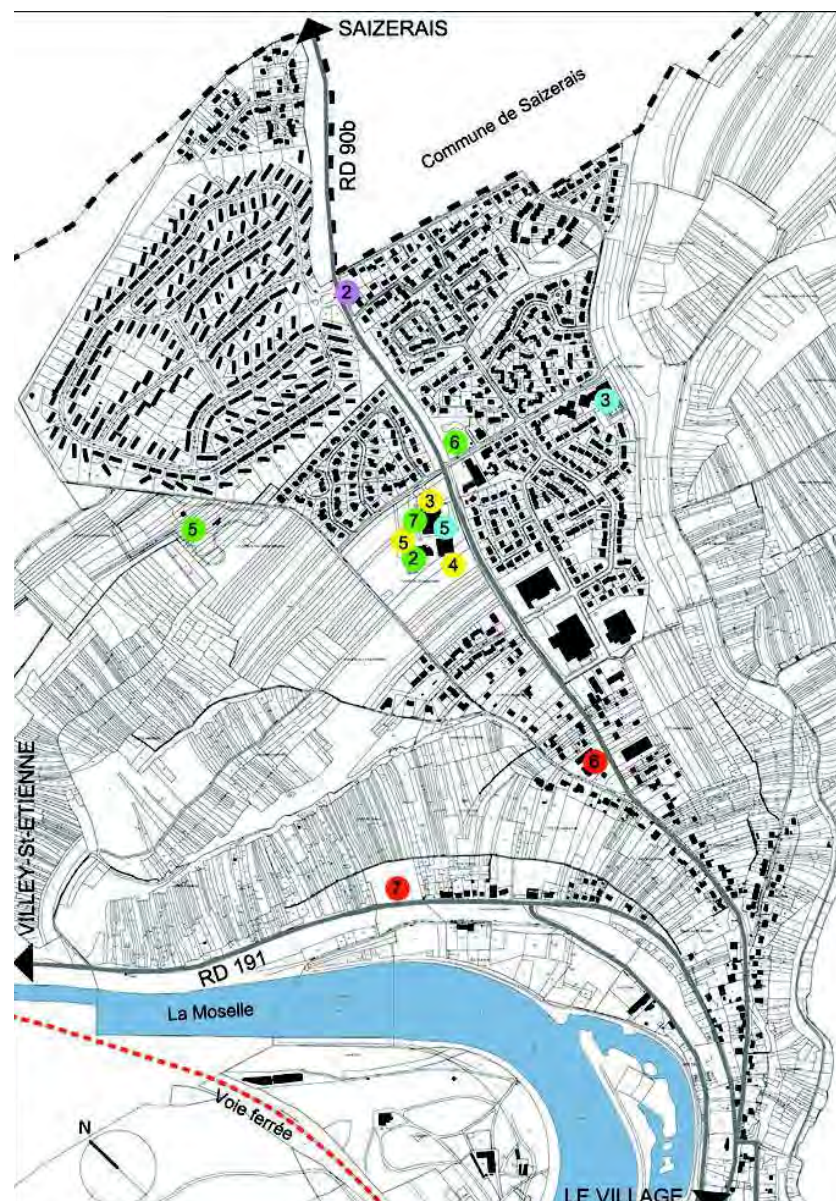 SAIZERAIS
Commune de Saizerais
RD 90b
2
3
6
3
7
5
5
5
2
4
6
VILLEY-St-ETIENNE
7
RD 191
La Moselle
Voie ferrée
N
LE VILLAGE